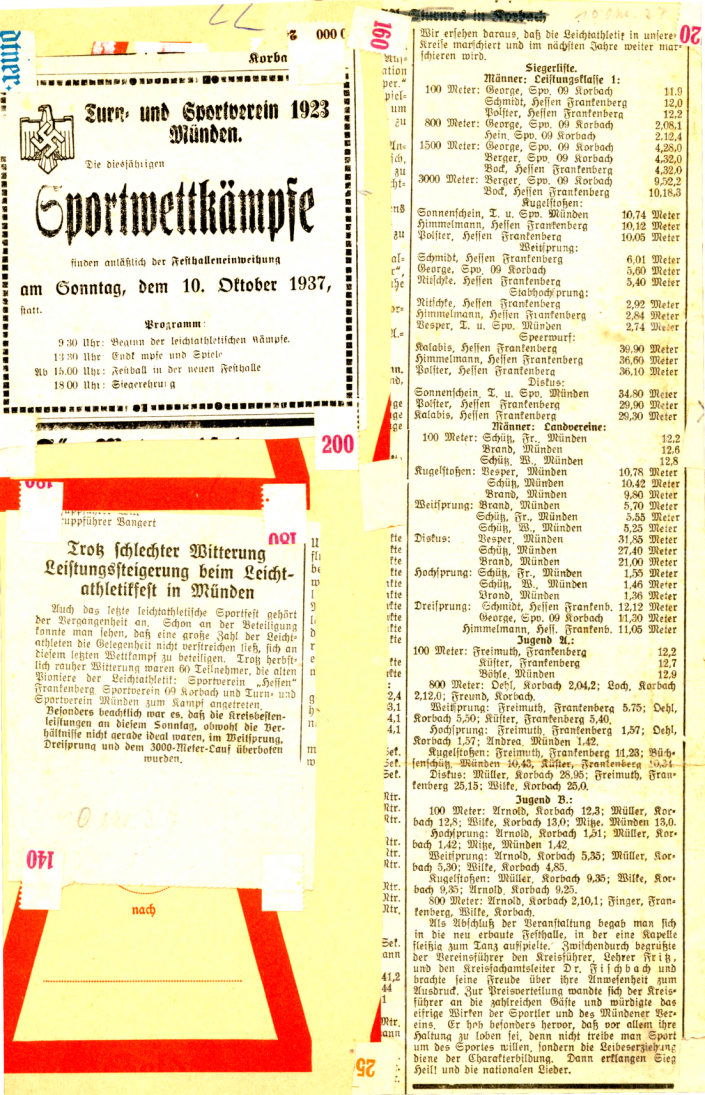 Korba
Turn- und Sportverein 1923
Münden.
Die diesjährigen
Sportwettkämpfe
finden anläßlich der Festhalleneinweihung
am Sonntag, dem 10. Oktober 1937,
statt.
Programm:
9 30 Uhr: Beginn der leichtathletischen Kämpfe.
13 30 Uhr: Endk mpfe und Spiele
Ab 15.00 Uhr: Festball in der neuen Festhalle
18 00 Uhr: Siegerehrung
200
ruppführer Bangert
Trotz schlechter Witterung
Leistungssteigerung beim Leicht-
athletikfest in Münden
Auch das letzte leichtathletische Sportfest gehört
der Vergangenheit an. Schon an der Beteiligung
konnte man sehen, daß eine große Zahl der Leicht-
athleten die Gelegenheit nicht verstreichen ließ, sich an
diesem letzten Wettkampf zu beteiligen. Trotz herbst-
lich rauher Witterung waren 60 Teilnehmer, die alten
Pioniere der Leichtathletik: Sportverein „Hessen"
Frankenberg Sportverein 09 Korbach und Turn- und
Sportverein Münden zum Kampf angetreten.
Besonders beachtlich war es, daß die Kreisbesten-
leistungen an diesem Sonntag, obwohl die Ver-
hältnisse nicht gerade ideal waren, im Weitsprung,
Dreisprung und dem 3000-Meter-Lauf überboten
wurden.
140
nach
160
20
25
Sturmes in Korbach
Wir ersehen daraus, daß die Leichtathletik in unsere
Kreise marschiert und im nächsten Jahre weiter mar-
schieren wird.
Siegerliste.
Männer: Leistungsklasse 1:
100 Meter: George, Spv. 09 Korbach 11.9
Schmidt, Hessen Frankenberg 12,0
Polster, Hessen Frankenberg 12,2
800 Meter: George, Spv. 09 Korbach 2,08,1
Hein, Spv. 09 Korbach 2.12,4
1500 Meter: George, Spv. 09 Korbach 4,28,0
Berger, Spv. 09 Korbach 4,32,0
Bock, Hessen Frankenberg 4,32,0
3000 Meter: Berger, Spv. 09 Korbach 9,52,2
Bock, Hessen Frankenberg 10,18,3
Kugelstoßen:
Sonnenschein, T. u. Spv. Münden 10,74 Meter
Himmelmann, Hessen Frankenberg 10,12 Meter
Polster, Hessen Frankenberg 10,05 Meter
Weitsprung:
Schmidt, Hessen Frankenberg 6,01 Meter
George, Spv. 09 Korbach 5,60 Meter
Nitschke, Hessen Frankenberg 5,40 Meter
Stabhochsprung:
Nitschke, Hessen Frankenberg 2,92 Meter
Himmelmann, Hessen Frankenberg 2,84 Meter
Vesper, T. u. Spv. Münden 2,74 Meter
Speerwurf:
Kalabis, Hessen Frankenberg 39,90 Meter
Himmelmann, Hessen Frankenberg 36,60 Meter
Polster, Hessen Frankenberg 36,10 Meter
Diskus:
Sonnenschein, T. u. Spv. Münden 34,80 Meter
Polster, Hessen Frankenberg 29,90 Meter
Kalabis, Hessen Frankenberg 29,30 Meter
Männer: Landvereine:
100 Meter: Schütz, Fr., Münden 12,2
Brand, Münden 12,6
Schütz, W., Münden 12,8
Kugelstoßen: Vesper, Münden 10,78 Meter
Schütz, Münden 10,42 Meter
Brand, Münden 9,80 Meter
Weitsprung: Brand, Münden 5,70 Meter
Schütz, Fr., Münden 5.55 Meter
Schütz, W., Münden 5,25 Meter
Diskus: Vesper, Münden 31,85 Meter
Schütz, Münden 27,40 Meter
Brand, Münden 21,00 Meter
Hochsprung: Schütz, Fr., Münden 1,55 Meter
Schütz, W., Münden 1,46 Meter
Brand, Münden 1,36 Meter
Dreisprung: Schmidt, Hessen Frankenb. 12,12 Meter
George, Spv. 09 Korbach 11,30 Meter
Himmelmann, Hess. Frankenb. 11,05 Meter
Jugend A.:
100 Meter: Freimuth, Frankenberg 12,2
Küster, Frankenberg 12,7
Böhle, Münden 12,9
800 Meter: Oehl, Korbach 2,04,2; Loch, Korbach
2,12,0; Freund, Korbach.
Weitsprung: Freimuth, Frankenberg 5.75; Oehl,
Korbach 5,50; Küster, Frankenberg 5,40.
Hochsprung: Freimuth, Frankenberg 1,57; Oehl,
Korbach 1,57; Andrea, Münden 1,42.
Kugelstoßen: Freimuth, Frankenberg 11,23; Büch-
senschütz, Münden 10,43, Küster, Frankenberg 10,34.
Diskus: Müller, Korbach 28,95; Freimuth, Fran-
kenberg 25,15; Wilke, Korbach 25,0.
Jugend B.:
100 Meter: Arnold, Korbach 12,3; Müller, Kor-
bach 12,8; Wilke, Korbach 13,0; Mitze, Münden 13,0.
Hochsprung: Arnold, Korbach 1,51; Müller, Kor-
bach 1,42; Mitze, Münden 1,42.
Weitsprung: Arnold, Korbach 5,35; Müller, Kor-
bach 5,30; Wilke, Korbach 4,85.
Kugelstoßen: Müller, Korbach 9,35; Wilke, Kor-
bach 9,35; Arnold, Korbach 9,25.
800 Meter: Arnold, Korbach 2,10,1; Finger, Fran-
kenberg, Wilke, Korbach.
Als Abschluß der Veranstaltung begab man sich
in die neu erbaute Festhalle, in der eine Kapelle
fleißig zum Tanz aufspielte. Zwischendurch begrüßte
der Vereinsführer den Kreisführer, Lehrer Fritz,
und den Kreisfachamtsleiter Dr. Fischbach und
brachte seine Freude über ihre Anwesenheit zum
Ausdruck. Zur Preisverteilung wandte sich der Kreis-
führer an die zahlreichen Gäste und würdigte das
eifrige Wirken der Sportler und des Mündener Ver-
eins. Er hob besonders hervor, daß vor allem ihre
Haltung zu loben sei, denn nicht treibe man Sport
um des Sportes willen, sondern die Leibeserziehung
diene der Charakterbildung. Dann erklangen Sieg
Heil! und die nationalen Lieder.